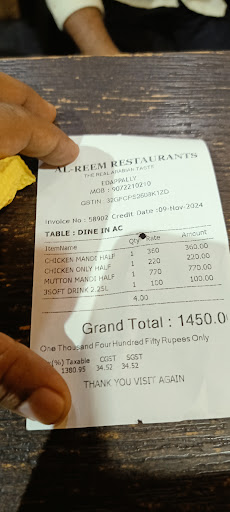 AL-REEM RESTAURANTS
THE REAL ARABIAN TASTE
EDAPPALLY
MOB : 9072210210
GSTIN
Invoice No : 58902 Credit Date :09-Nov-2024
TABLE : DINE IN AC
ItemName Qty Rate Amount
CHICKEN MANDI HALF 1 360 360.00
CHICKEN ONLY HALF 1 220 220.00
MUTTON MANDI HALF 1 770 770.00
SOFT DRINK 2.25L 1 100 100.00
4.00
Grand Total : 1450.0
One Thousand Four Hundred Fifty Rupees Only
(%) Taxable CGST SGST
1380.95 34.52 34.52
THANK YOU VISIT AGAIN